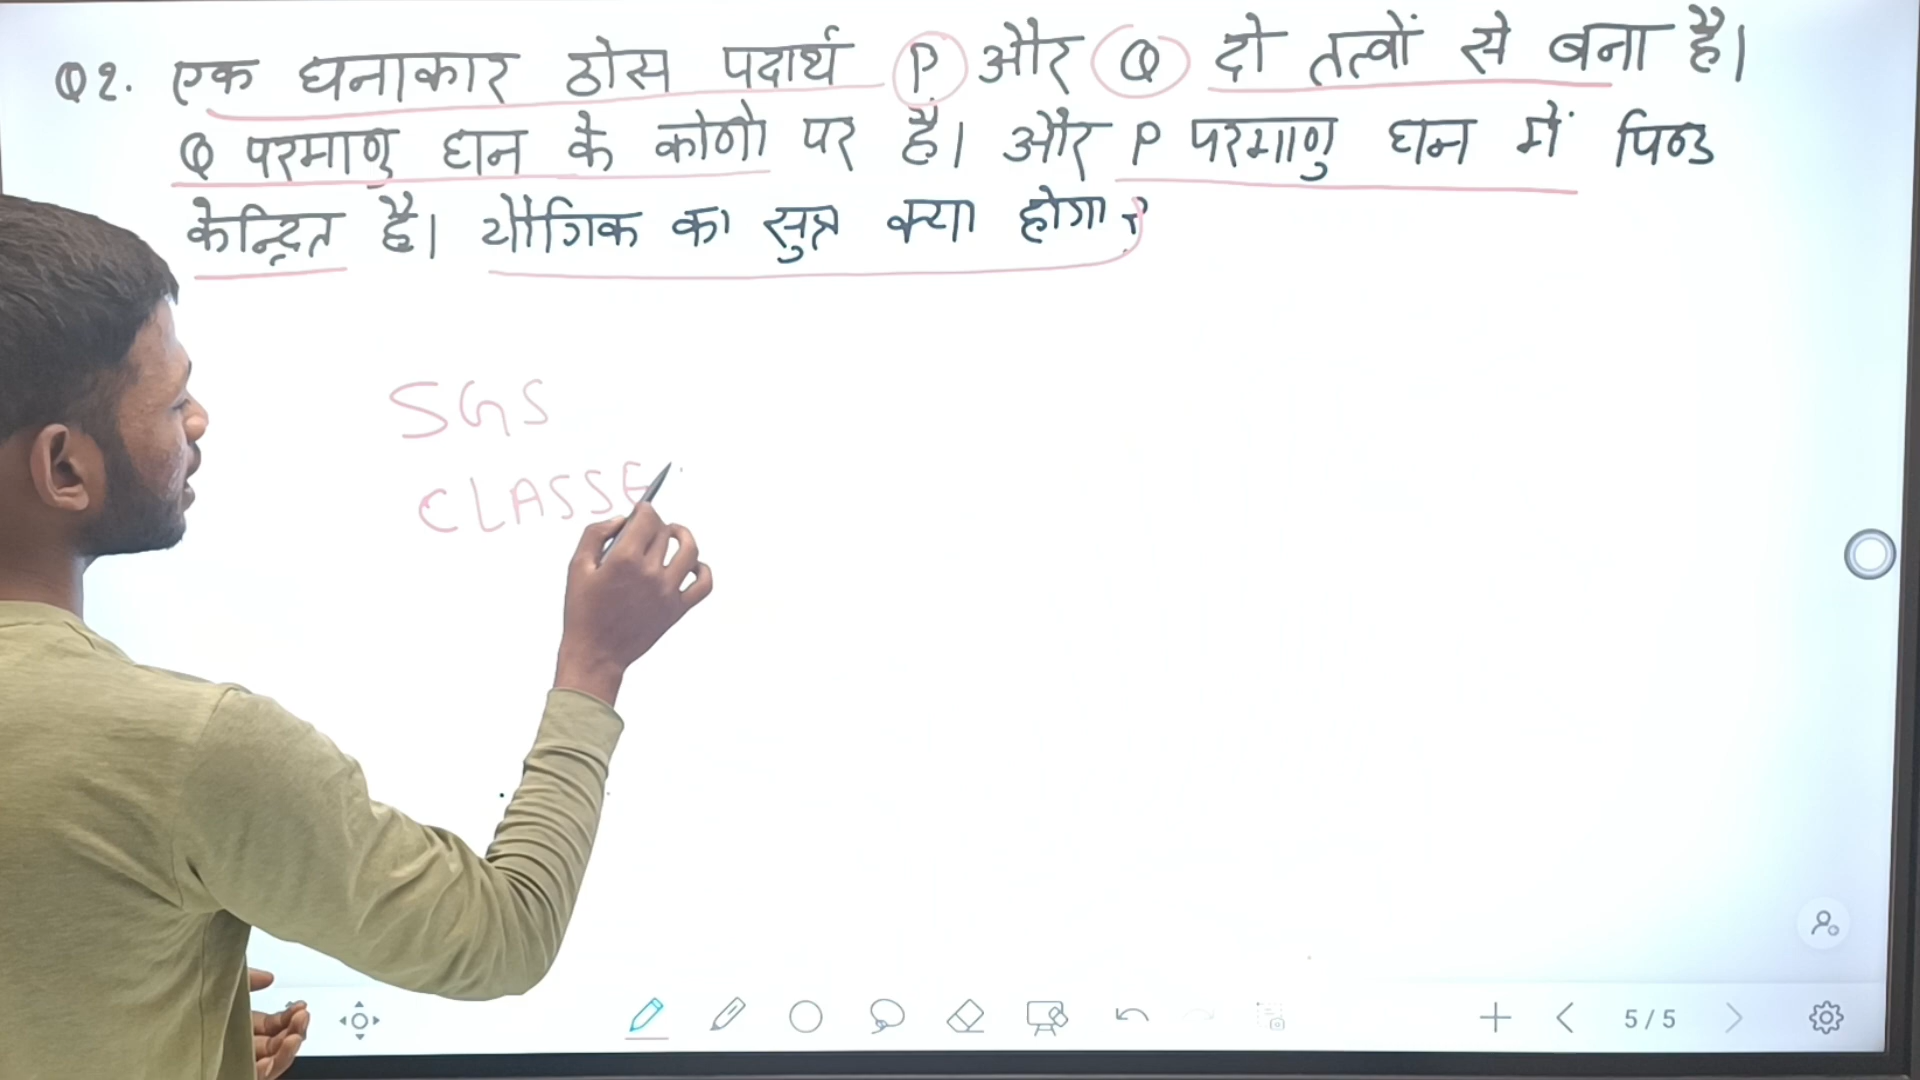 Q2. एक घनाकार ठोस पदार्थ P और Q दो तत्वों से बना है।
Q परमाणु घन के कोणो पर है। और P परमाणु घन में पिण्ड
केन्द्रित है। यौगिक का सुत्र क्या होगा?
SGS
CLASSE
5/5